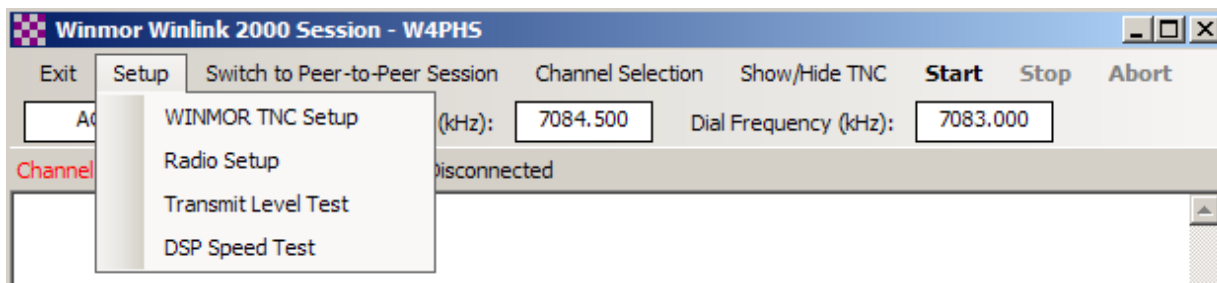 Winmor Winlink 2000 Session - W4PHS
Exit Setup Switch to Peer-to-Peer Session Channel Selection Show/Hide TNC Start Stop Abort
(kHz): 7084.500 Dial Frequency (kHz): 7083.000
Channel
WINMOR TNC Setup
Radio Setup
Transmit Level Test
DSP Speed Test